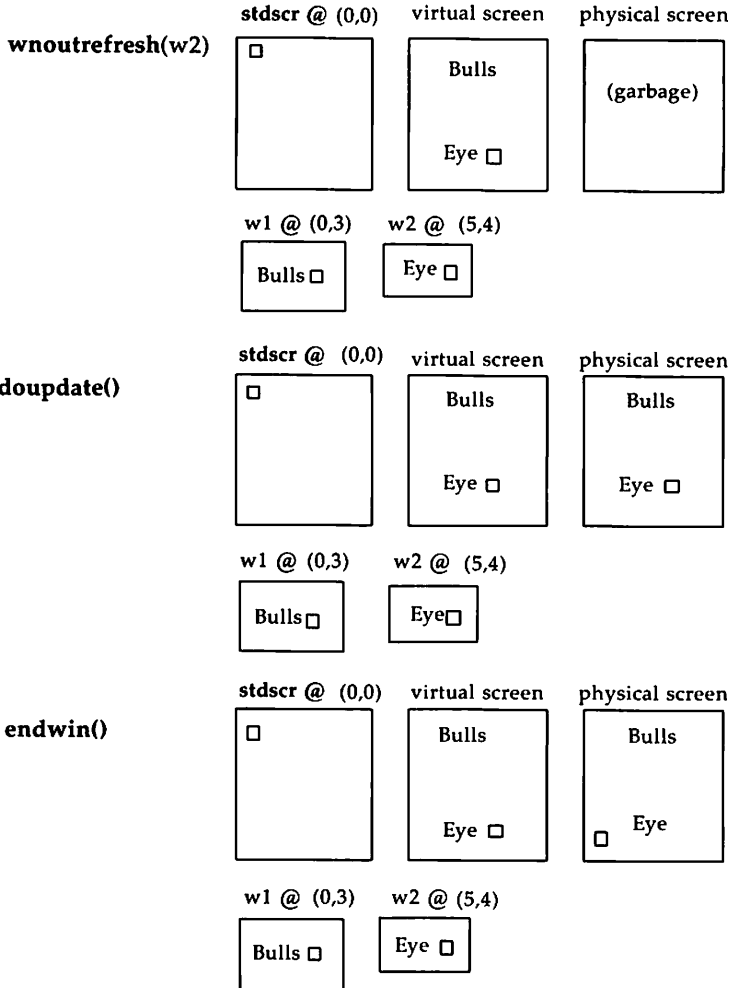 stdscr @ (0,0) virtual screen physical screen
wnoutrefresh(w2)
Bulls
(garbage)
Eye
w1 @ (0,3) w2 @ (5,4)
Bulls Eye
stdscr @ (0,0) virtual screen physical screen
doupdate()
Bulls Bulls
Eye Eye
w1 @ (0,3) w2 @ (5,4)
Bulls Eye
stdscr @ (0,0) virtual screen physical screen
endwin()
Bulls Bulls
Eye Eye
w1 @ (0,3) w2 @ (5,4)
Bulls Eye